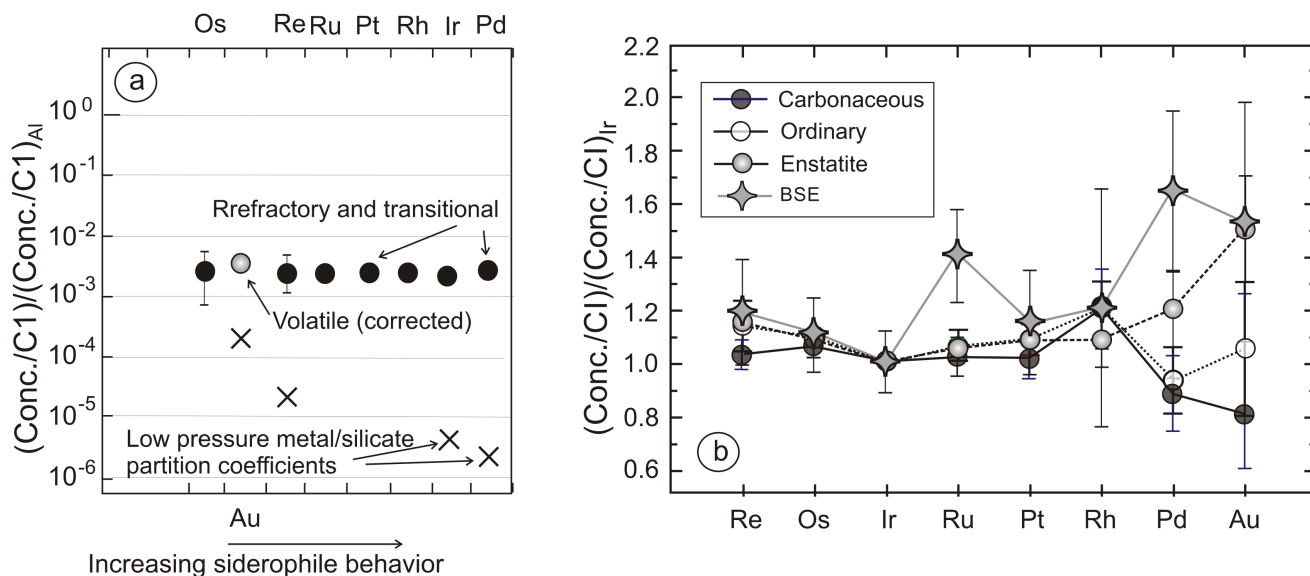 Os Re Ru Pt Rh Ir Pd
a
10^0
10^-1
10^-2
10^-3
10^-4
10^-5
10^-6
(Conc./C1)/(Conc./C1)_Al
Rrefractory and transitional
Volatile (corrected)
Low pressure metal/silicate
partition coefficients
Au
Increasing siderophile behavior
2.2
2.0
1.8
1.6
1.4
1.2
1.0
0.8
0.6
(Conc./CI)/(Conc./CI)_Ir
Carbonaceous
Ordinary
Enstatite
BSE
b
Re Os Ir Ru Pt Rh Pd Au